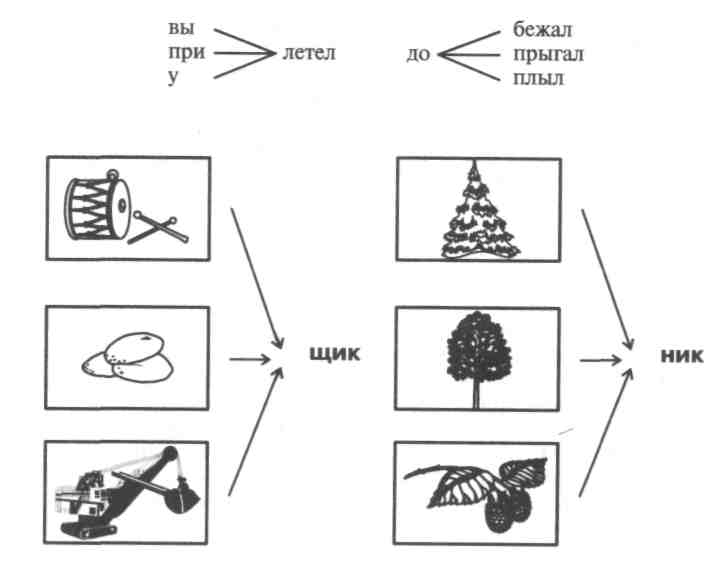 вы
при
у
летел
до
бежал
прыгал
плыл
щик
ник